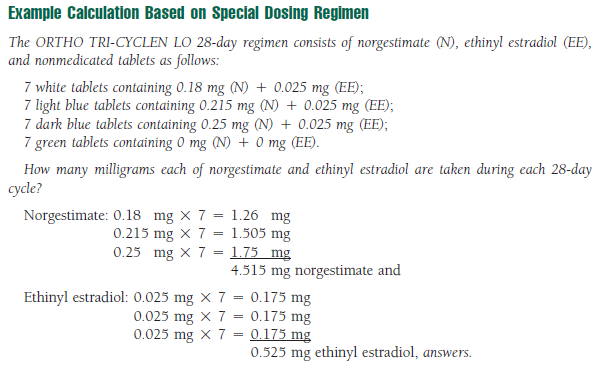 Example Calculation Based on Special Dosing Regimen
The ORTHO TRI-CYCLEN LO 28-day regimen consists of norgestimate (N), ethinyl estradiol (EE),
and nonmedicated tablets as follows:
7 white tablets containing 0.18 mg (N) + 0.025 mg (EE);
7 light blue tablets containing 0.215 mg (N) + 0.025 mg (EE);
7 dark blue tablets containing 0.25 mg (N) + 0.025 mg (EE);
7 green tablets containing 0 mg (N) + 0 mg (EE).
How many milligrams each of norgestimate and ethinyl estradiol are taken during each 28-day
cycle?
Norgestimate: 0.18 mg × 7 = 1.26 mg
0.215 mg × 7 = 1.505 mg
0.25 mg × 7 = 1.75 mg
4.515 mg norgestimate and
Ethinyl estradiol: 0.025 mg × 7 = 0.175 mg
0.025 mg × 7 = 0.175 mg
0.025 mg × 7 = 0.175 mg
0.525 mg ethinyl estradiol, answers.